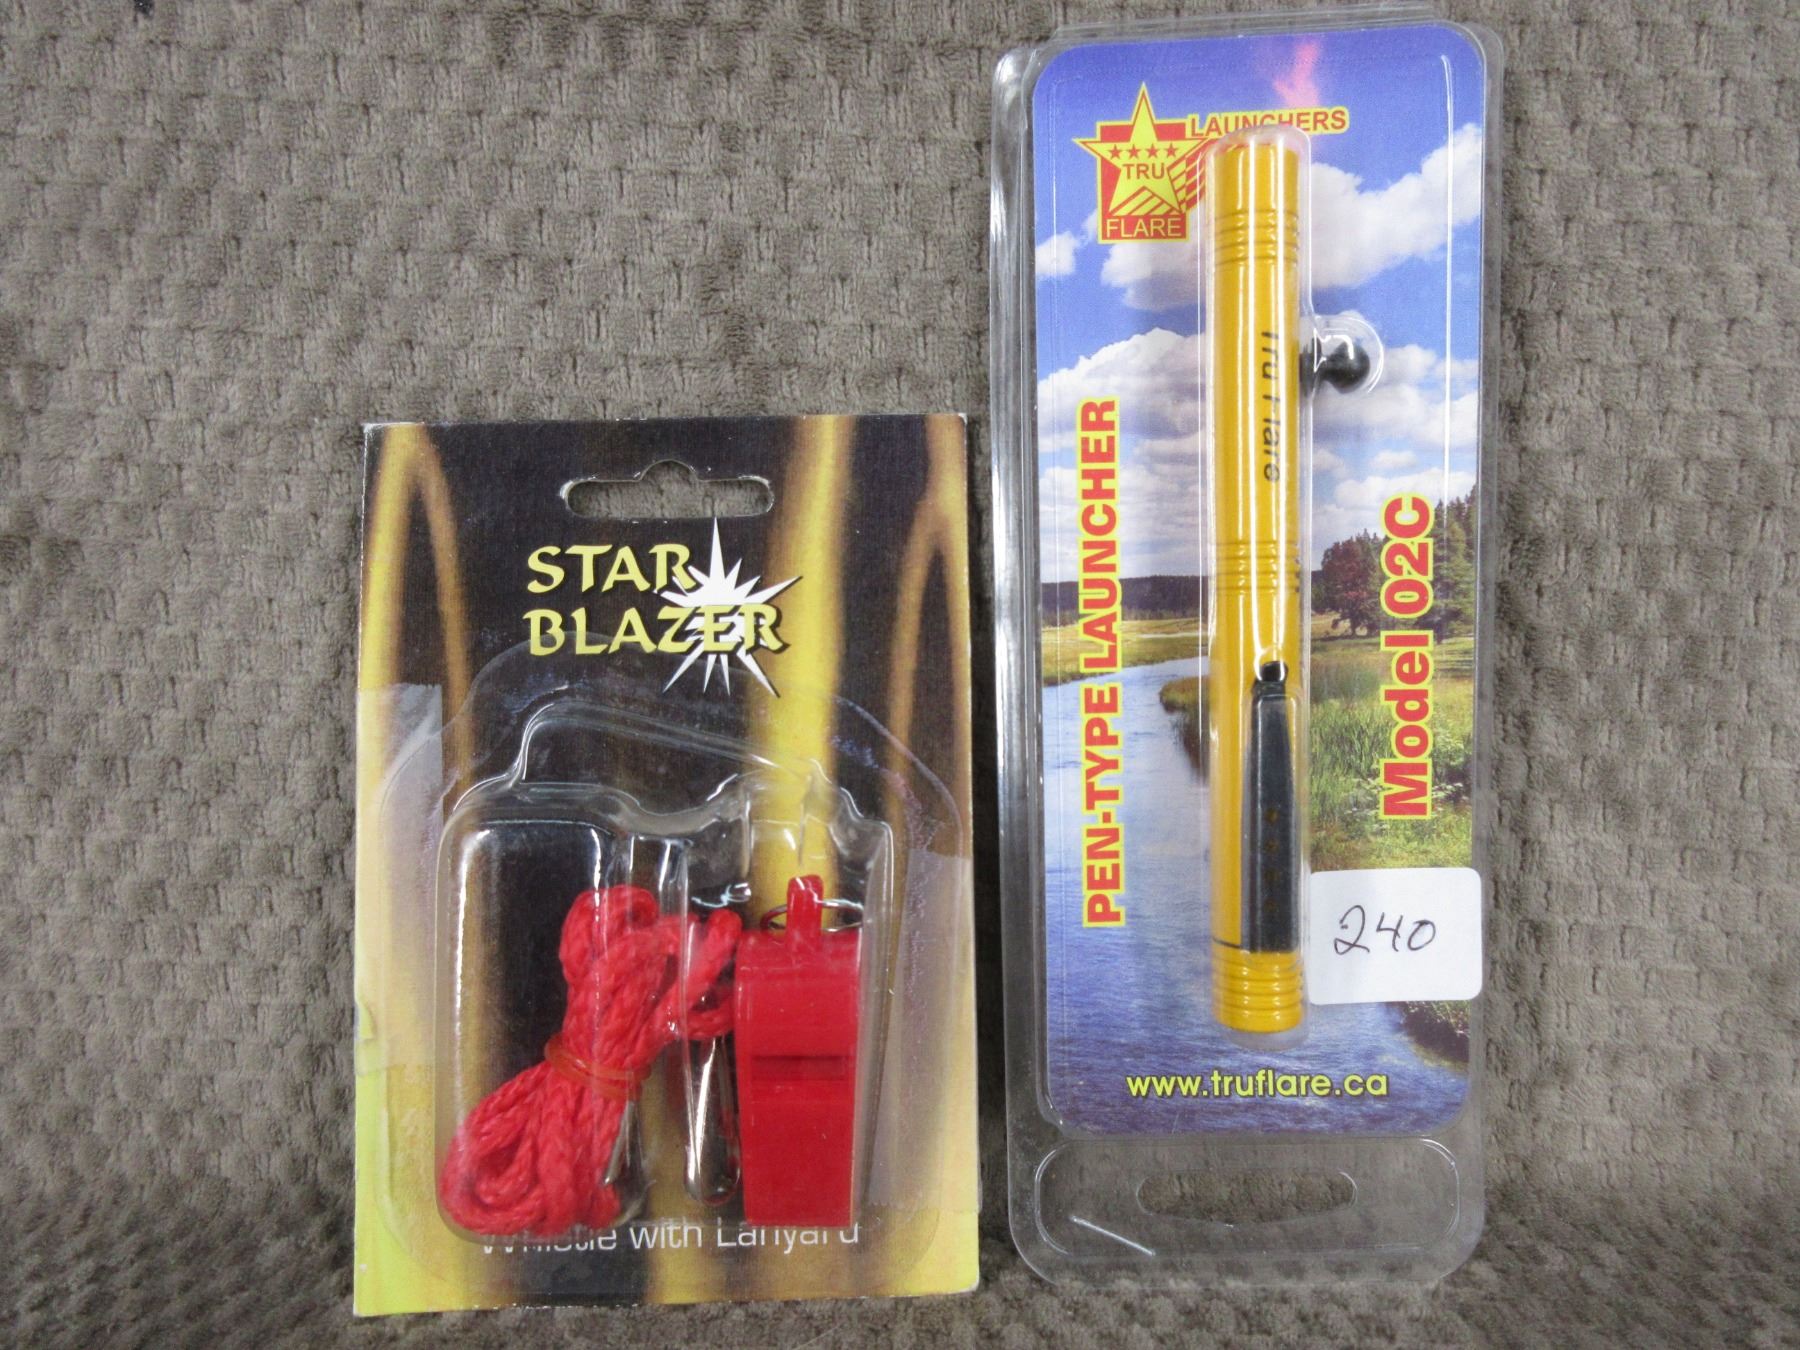 STAR
BLAZER
Whistle with Lanyard
LAUNCHERS
TRU
FLARE
Tru Flare
PEN-TYPE LAUNCHER
Model 02C
240
www.truflare.ca